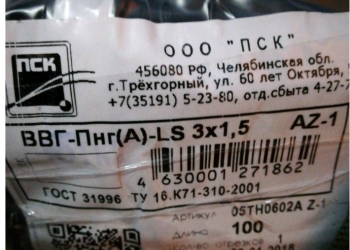 ООО "ПСК"
ПСК
456080 РФ, Челябинская обл.
г.Трёхгорный, ул. 60 лет Октября,
+7(35191) 5-23-80, отд.сбыта 4-27-7
ВВГ-Пнг(А)-LS 3х1,5 AZ-1
4 630001 271862
ГОСТ 31996 ТУ 16.К71-310-2001
Артикул 05TH0602A Z-1
Длина 100